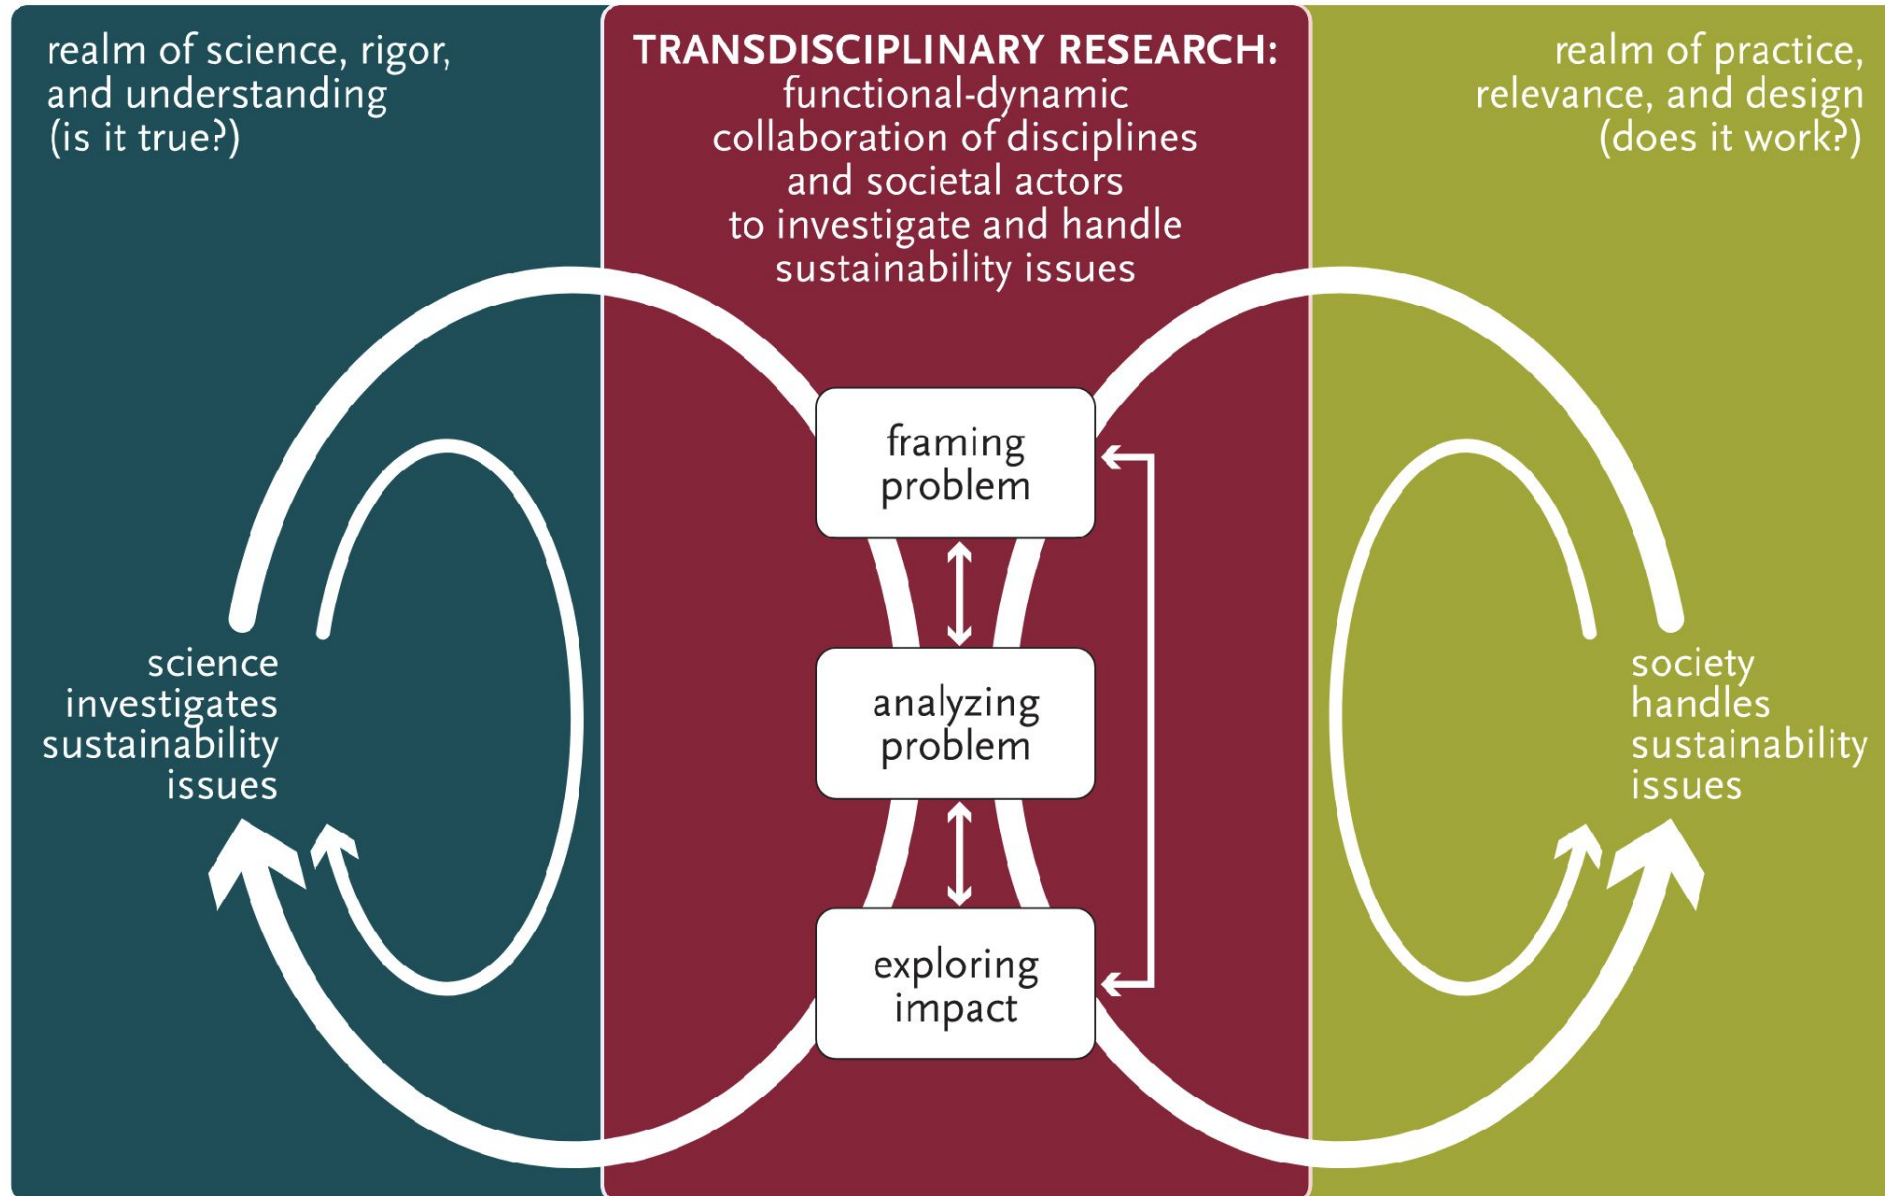 realm of science, rigor,
and understanding
(is it true?)
TRANSDISCIPLINARY RESEARCH:
functional-dynamic
collaboration of disciplines
and societal actors
to investigate and handle
sustainability issues
realm of practice,
relevance, and design
(does it work?)
framing
problem
science
investigates
sustainability
issues
analyzing
problem
society
handles
sustainability
issues
exploring
impact